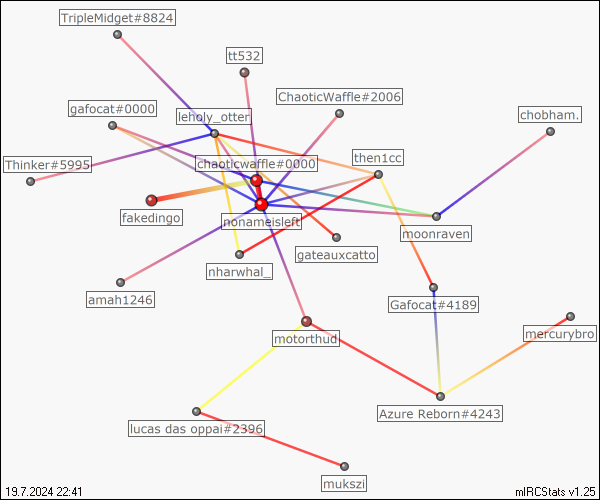 TripleMidget#8824
tt532
ChaoticWaffle#2006
gafocat#0000
leholy_otter
chobham.
then1cc
Thinker#5995
chaoticwaffle#0000
fakedingo
nonameisleft
moonraven
gateauxcatto
nharwhal_
amah1246
Gafocat#4189
mercurybro
motorthud
Azure Reborn#4243
lucas das oppai#2396
mukszi
19.7.2024 22:41
mIRCStats v1.25